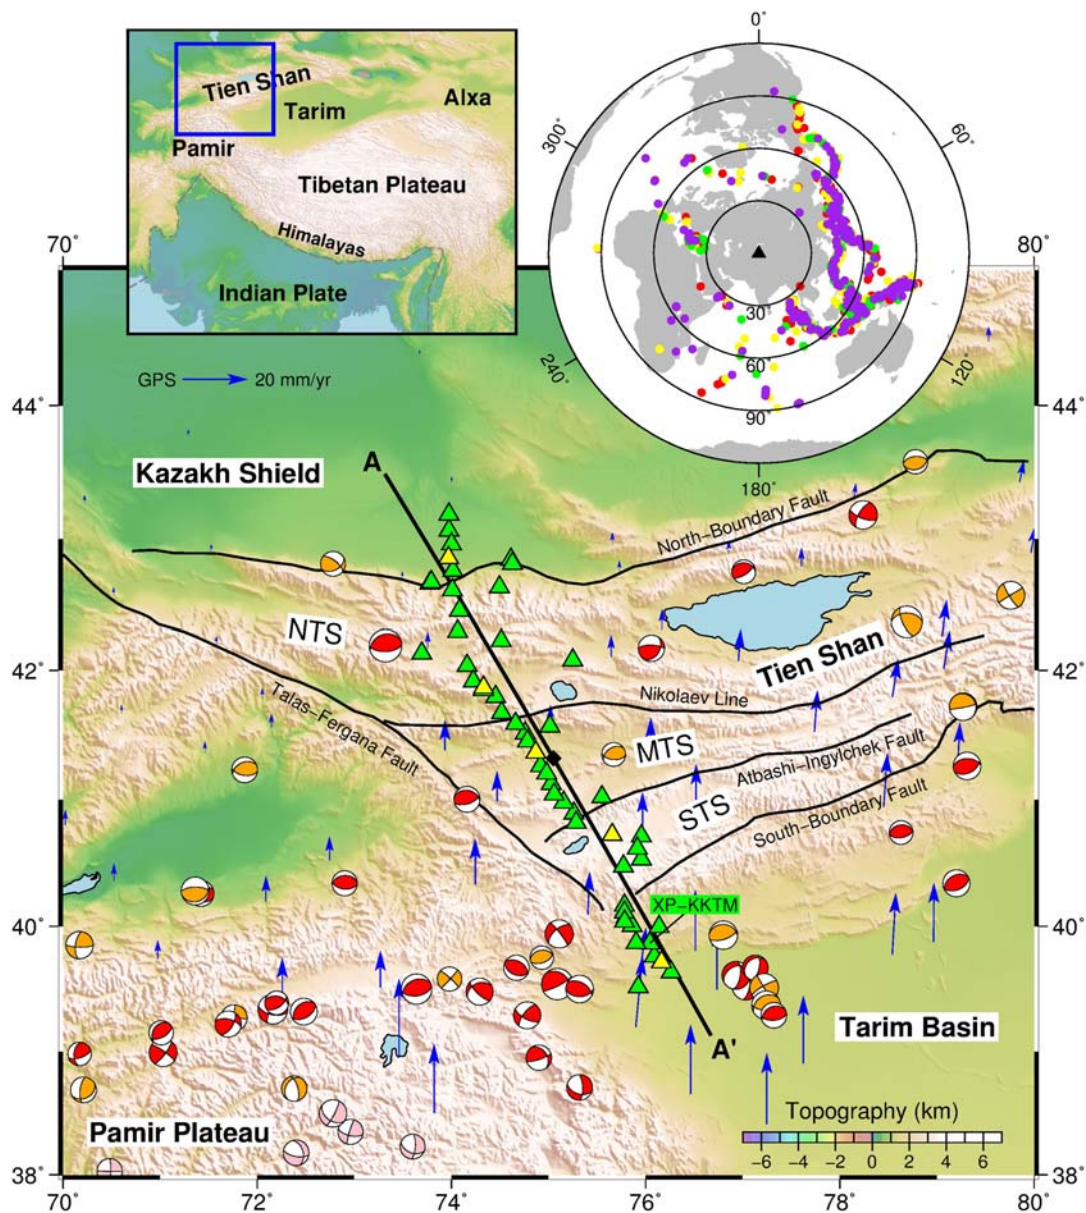 0°
60°
120°
180°
240°
300°
30°
60°
90°
Tien Shan
Tarim
Alxa
Pamir
Tibetan Plateau
Himalayas
Indian Plate
70°
80°
GPS
20 mm/yr
44°
44°
Kazakh Shield
A
North-Boundary Fault
NTS
42°
42°
Tien Shan
Nikolaev Line
Talas-Fergana Fault
MTS
Atbashi-Ingylchek Fault
STS
South-Boundary Fault
XP-KKTM
40°
40°
Tarim Basin
A'
Pamir Plateau
Topography (km)
-6 -4 -2 0 2 4 6
38°
38°
70° 72° 74° 76° 78° 80°